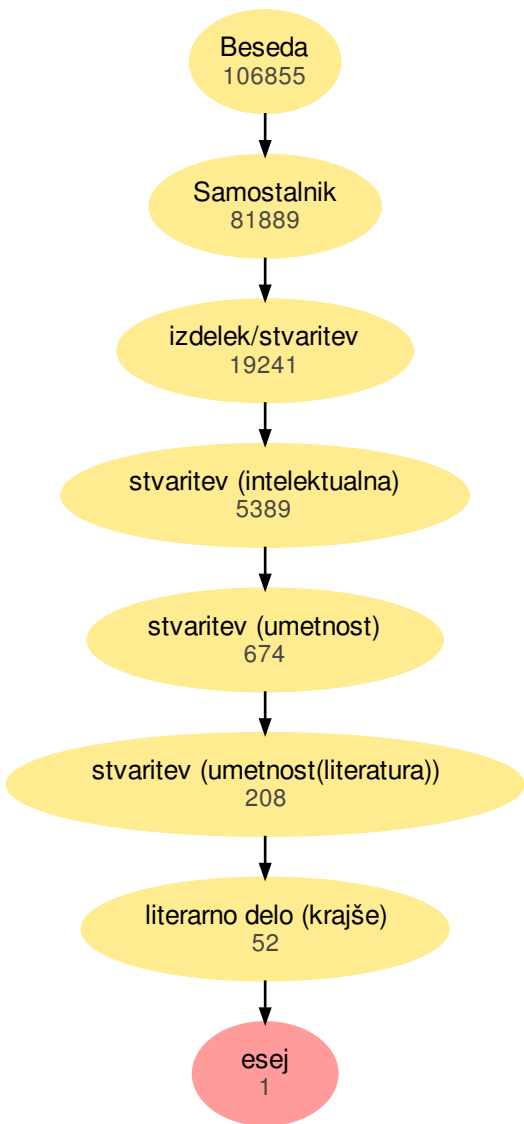 Beseda
106855
Samostalnik
81889
izdelek/stvaritev
19241
stvaritev (intelektualna)
5389
stvaritev (umetnost)
674
stvaritev (umetnost(literatura))
208
literarno delo (krajše)
52
esej
1